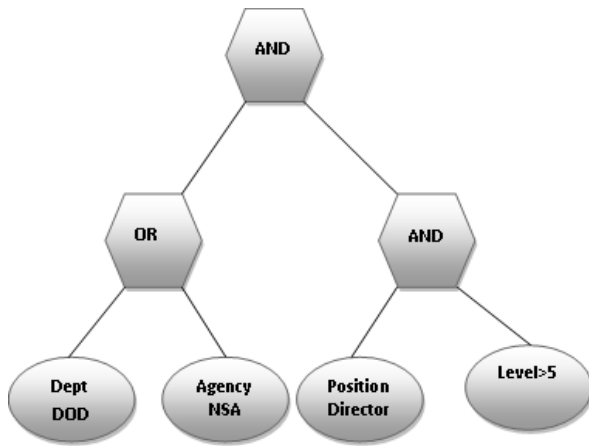 AND
OR
AND
Dept
DOD
Agency
NSA
Position
Director
Level>5